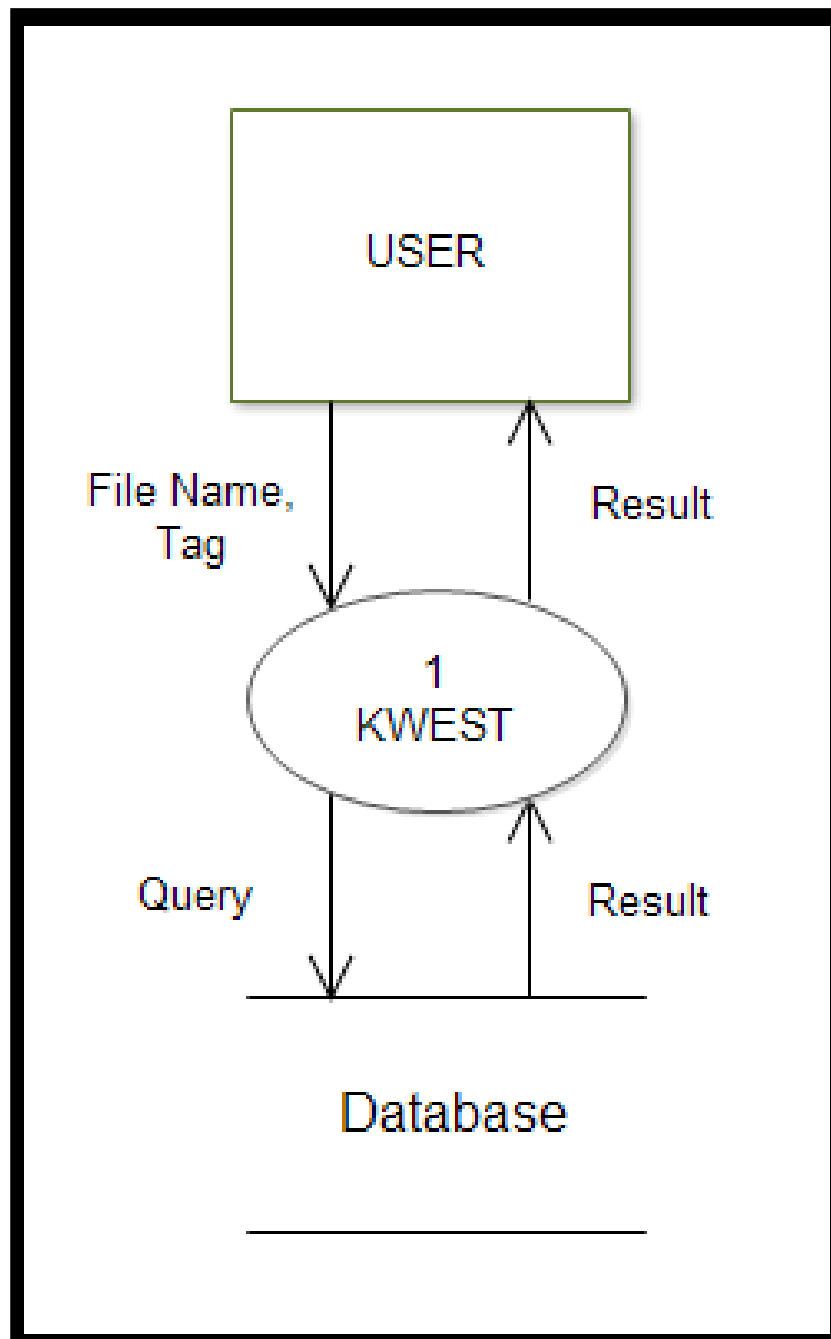 USER
File Name,
Tag
Result
1
KWEST
Query
Result
Database